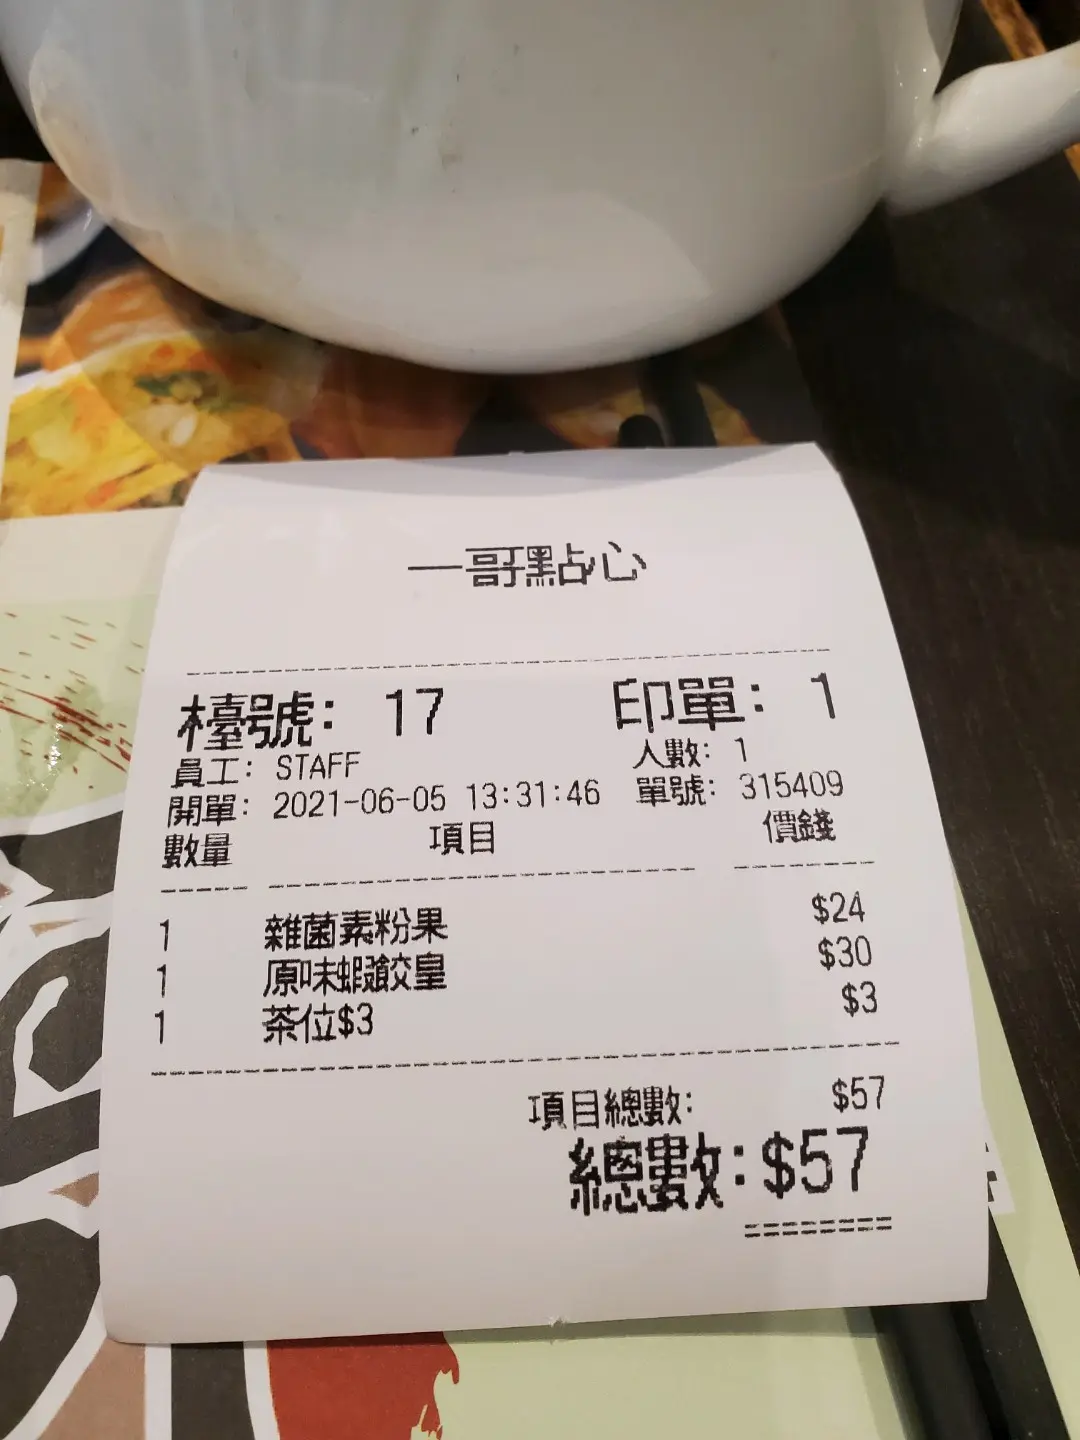 一哥點心
檯號: 17 印單: 1
員工: STAFF 人數: 1
開單: 2021-06-05 13:31:46 單號: 315409
數量 項目 價錢
1 雜菌素粉果 $24
1 原味蝦餃皇 $30
1 茶位$3 $3
項目總數: $57
總數:$57
========